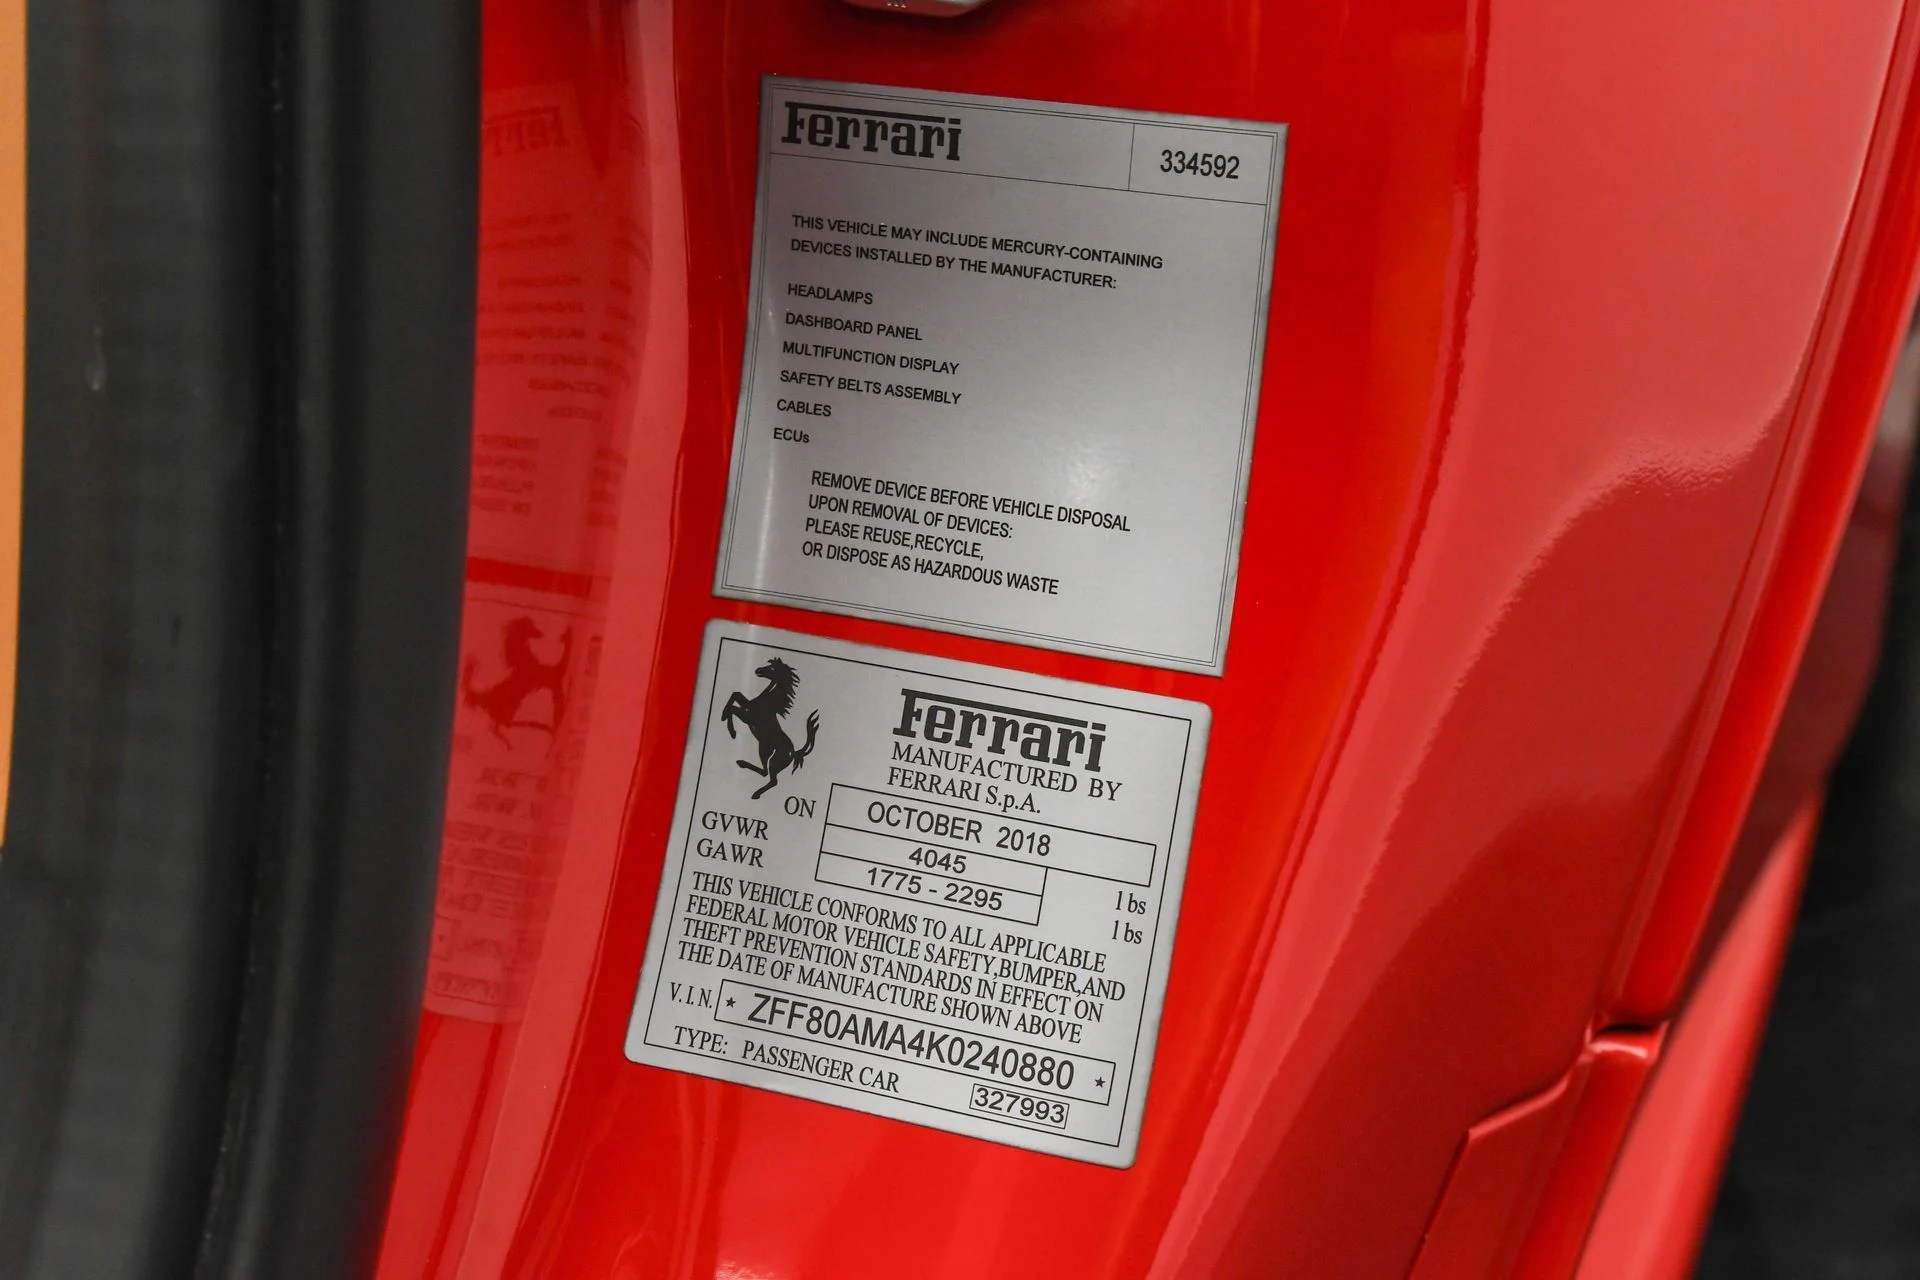 Ferrari
334592
THIS VEHICLE MAY INCLUDE MERCURY-CONTAINING
DEVICES INSTALLED BY THE MANUFACTURER:
HEADLAMPS
DASHBOARD PANEL
MULTIFUNCTION DISPLAY
SAFETY BELTS ASSEMBLY
CABLES
ECUs
REMOVE DEVICE BEFORE VEHICLE DISPOSAL
UPON REMOVAL OF DEVICES:
PLEASE REUSE,RECYCLE,
OR DISPOSE AS HAZARDOUS WASTE
Ferrari
MANUFACTURED BY
FERRARI S.p.A.
ON OCTOBER 2018
GVWR 4045 lbs
GAWR 1775 - 2295 lbs
THIS VEHICLE CONFORMS TO ALL APPLICABLE
FEDERAL MOTOR VEHICLE SAFETY,BUMPER,AND
THEFT PREVENTION STANDARDS IN EFFECT ON
THE DATE OF MANUFACTURE SHOWN ABOVE
V.I.N. * ZFF80AMA4K0240880 *
TYPE: PASSENGER CAR
327993